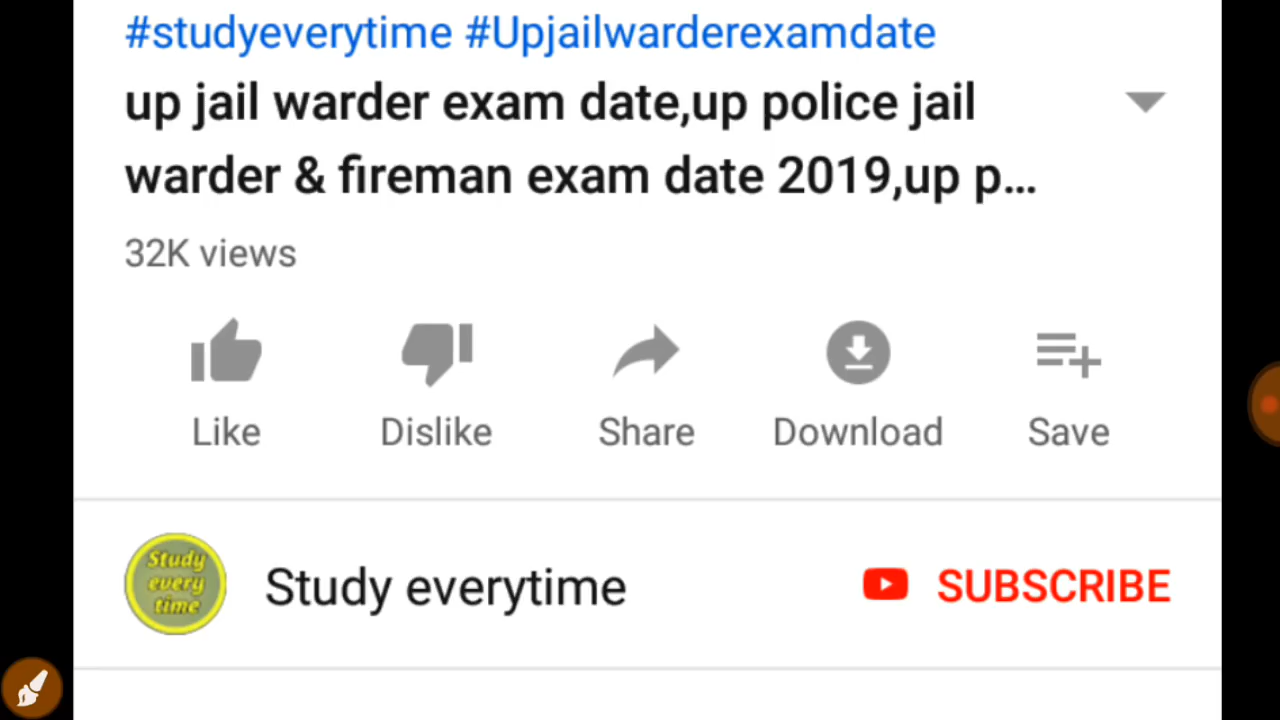 #studyeverytime #Upjailwarderexamdate
up jail warder exam date,up police jail
warder & fireman exam date 2019,up p...
32K views
Like Dislike Share Download Save
Study
every
time
Study everytime SUBSCRIBE